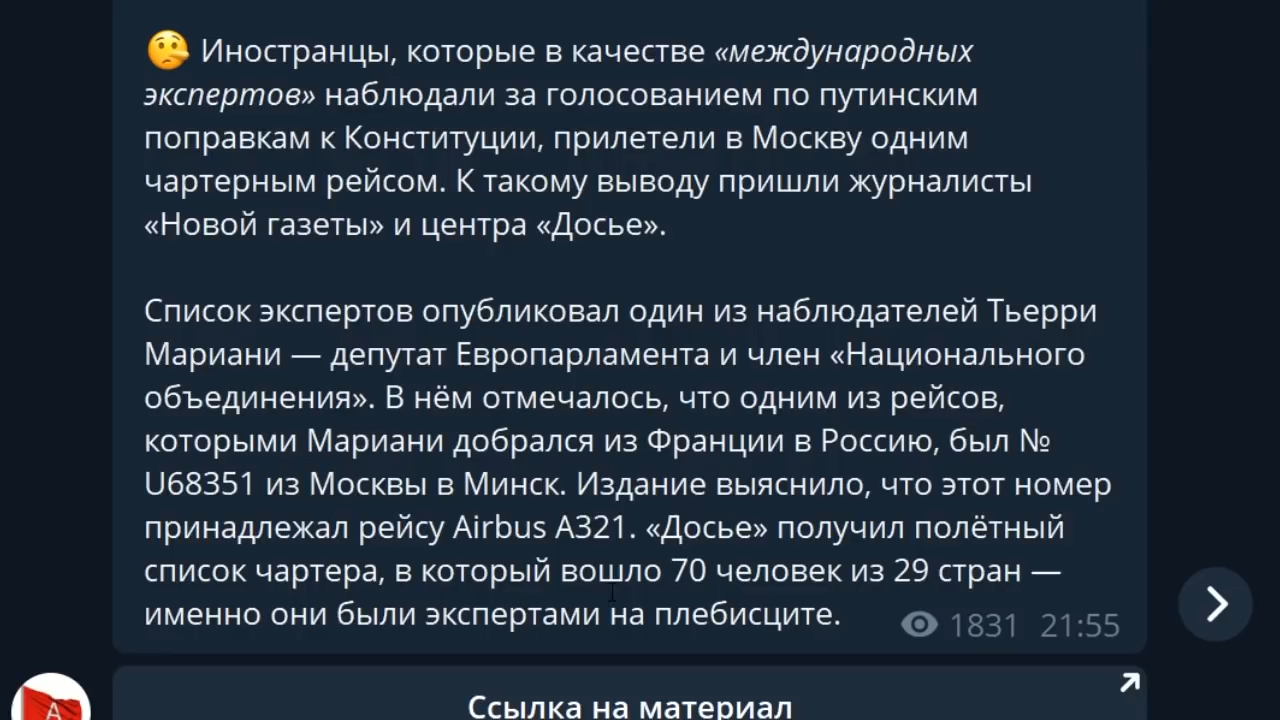 Иностранцы, которые в качестве «международных
экспертов» наблюдали за голосованием по путинским
поправкам к Конституции, прилетели в Москву одним
чартерным рейсом. К такому выводу пришли журналисты
«Новой газеты» и центра «Досье».
Список экспертов опубликовал один из наблюдателей Тьерри
Мариани — депутат Европарламента и член «Национального
объединения». В нём отмечалось, что одним из рейсов,
которыми Мариани добрался из Франции в Россию, был №
U68351 из Москвы в Минск. Издание выяснило, что этот номер
принадлежал рейсу Airbus A321. «Досье» получил полётный
список чартера, в который вошло 70 человек из 29 стран —
именно они были экспертами на плебисците.
1831 21:55
Ссылка на материал
А